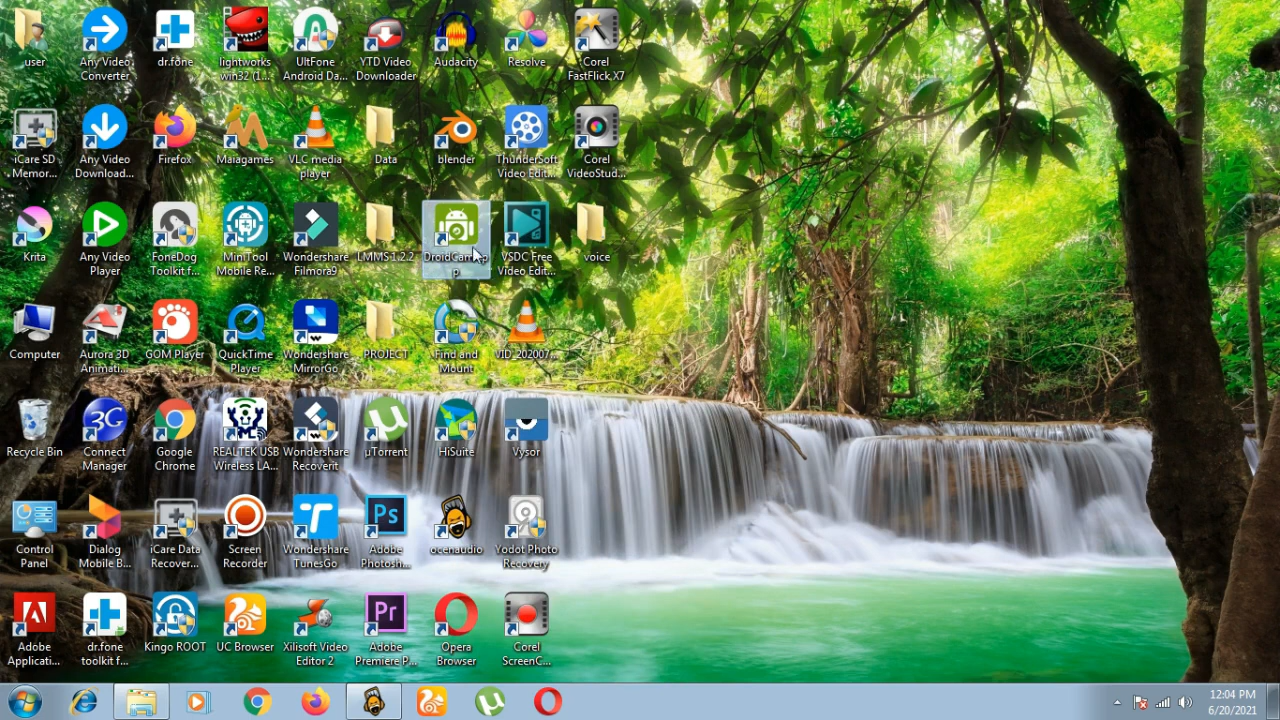 user
Any Video
Converter
dr.fone
lightworks
win32 (1...
UltFone
Android Da...
YTD Video
Downloader
Audacity
Resolve
Corel
FastFlick X7
iCare SD
Memor...
Any Video
Download...
Firefox
Maiagames
VLC media
player
Data
blender
ThunderSoft
Video Edit...
Corel
VideoStud...
Krita
Any Video
Player
FoneDog
Toolkit f...
MiniTool
Mobile Re...
Wondershare
Filmora9
LMMS 1.2.2
VSDC Free
Video Edit...
voice
Computer
Aurora 3D
Animati...
GOM Player
QuickTime
Player
Wondershare
MirrorGo
PROJECT
Find and
Mount
VID 202007...
Recycle Bin
3G
Connect
Manager
Google
Chrome
REALTEK USB
Wireless LA...
Wondershare
Recoverit
µTorrent
HiSuite
Vysor
Control
Panel
Dialog
Mobile B...
iCare Data
Recover...
Screen
Recorder
Wondershare
TunesGo
Ps
Adobe
Photosh...
ocenaudio
Yodot Photo
Recovery
Adobe
Applicati...
dr.fone
toolkit f...
Kingo ROOT
UC Browser
Xilisoft Video
Editor 2
Pr
Adobe
Premiere P...
Opera
Browser
Corel
ScreenC...
12:04 PM
6/20/2021